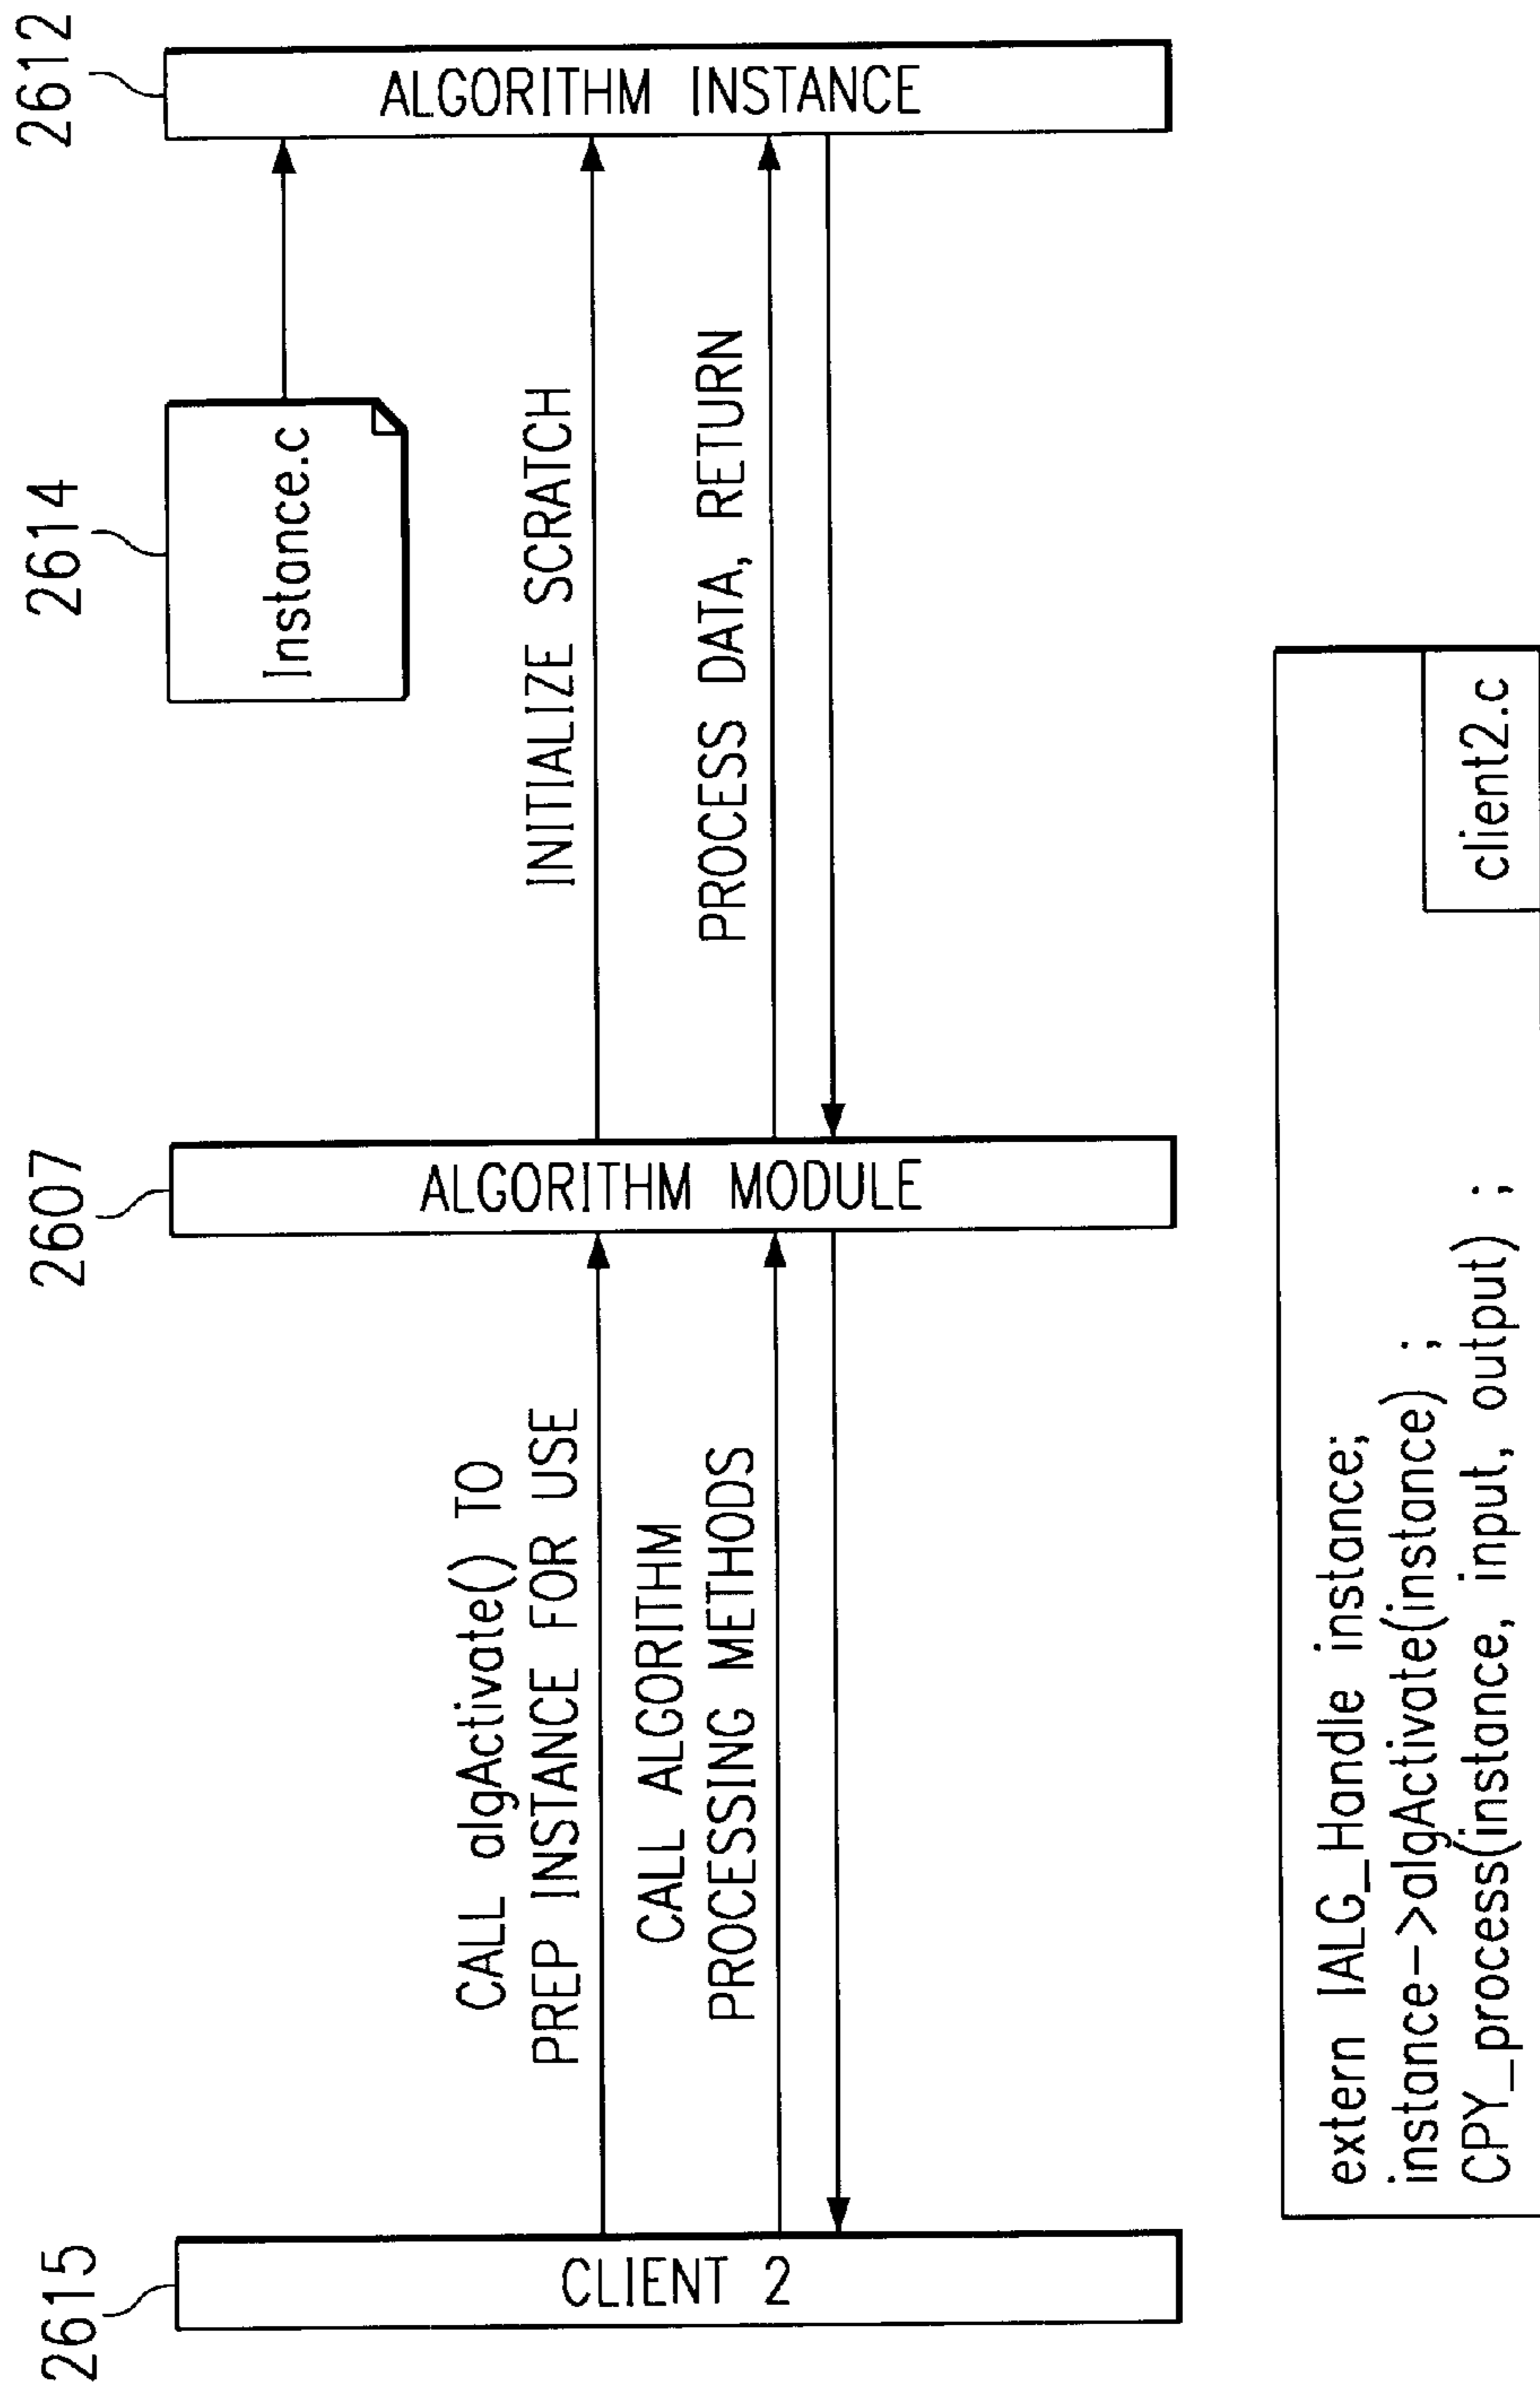 2615
2607
2614
2612
CLIENT 2
ALGORITHM MODULE
ALGORITHM INSTANCE
Instance.c
CALL algActivate() TO
PREP INSTANCE FOR USE
INITIALIZE SCRATCH
CALL ALGORITHM
PROCESSING METHODS
PROCESS DATA, RETURN
extern IALG_Handle instance;
instance->algActivate(instance) ;
CPY_process(instance, input, output) ;
client2.c